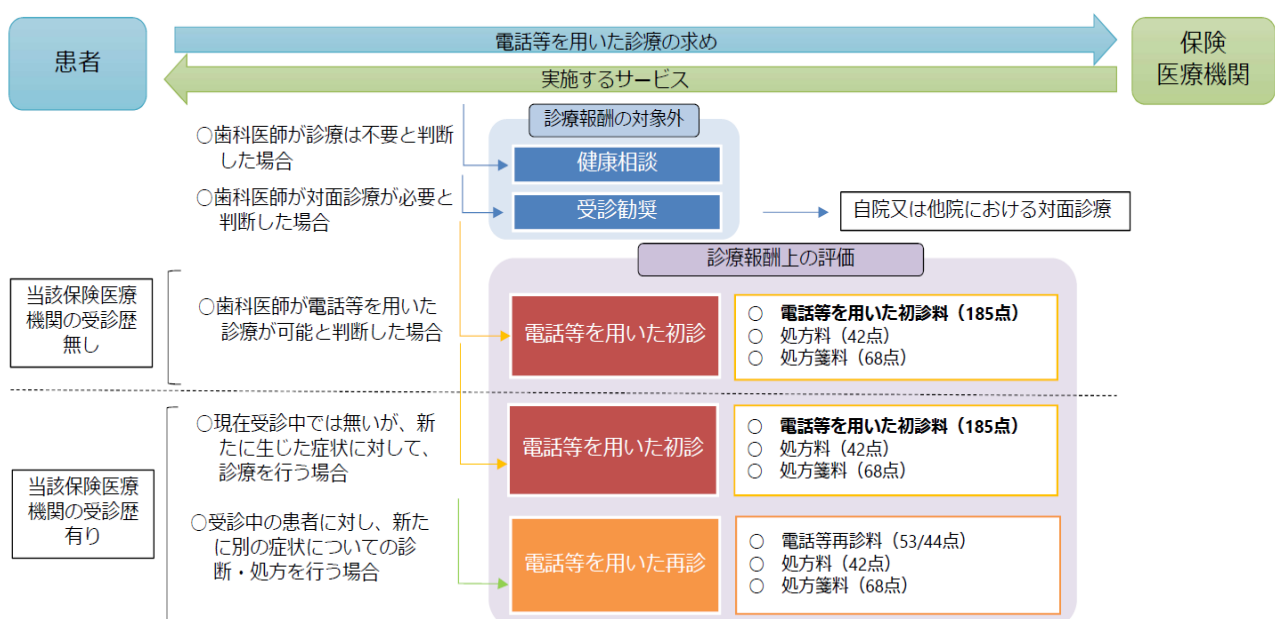 患者
電話等を用いた診療の求め
実施するサービス
保険
医療機関
診療報酬の対象外
○歯科医師が診療は不要と判断
した場合
健康相談
○歯科医師が対面診療が必要と
判断した場合
受診勧奨
自院又は他院における対面診療
診療報酬上の評価
当該保険医療
機関の受診歴
無し
○歯科医師が電話等を用いた
診療が可能と判断した場合
電話等を用いた初診
○ 電話等を用いた初診料（185点）
○ 処方料（42点）
○ 処方箋料（68点）
当該保険医療
機関の受診歴
有り
○現在受診中では無いが、新
たに生じた症状に対して、
診療を行う場合
電話等を用いた初診
○ 電話等を用いた初診料（185点）
○ 処方料（42点）
○ 処方箋料（68点）
○受診中の患者に対し、新た
に別の症状についての診
断・処方を行う場合
電話等を用いた再診
○ 電話等再診料（53/44点）
○ 処方料（42点）
○ 処方箋料（68点）